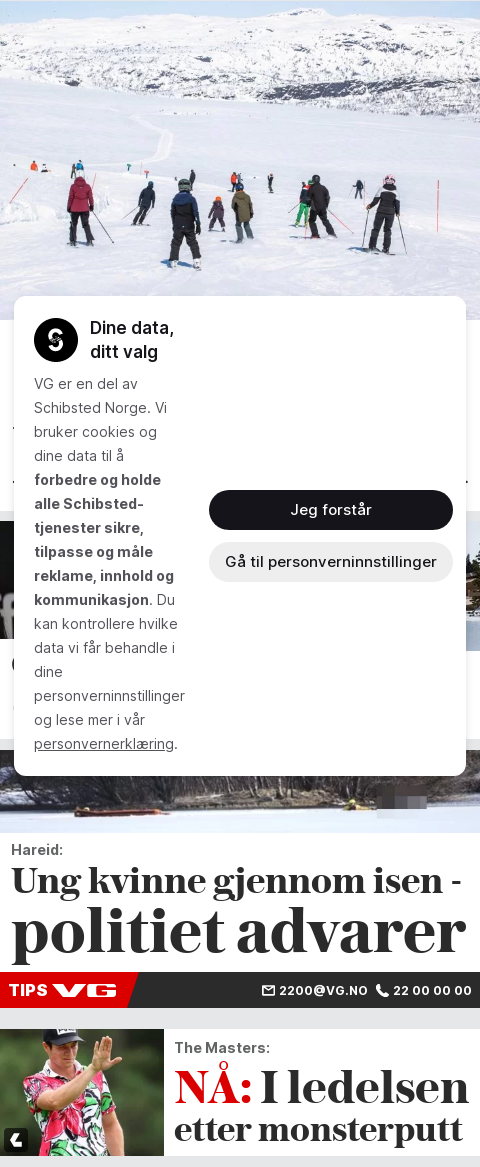 Dine data,
ditt valg
VG er en del av
Schibsted Norge. Vi
bruker cookies og
dine data til å
forbedre og holde
alle Schibsted-
tjenester sikre,
tilpasse og måle
reklame, innhold og
kommunikasjon. Du
kan kontrollere hvilke
data vi får behandle i
dine
personverninnstillinger
og lese mer i vår
personvernerklæring.
Jeg forstår
Gå til personverninnstillinger
Hareid:
Ung kvinne gjennom isen -
politiet advarer
TIPS VG 2200@VG.NO 22 00 00 00
The Masters:
NÅ: I ledelsen
etter monsterputt